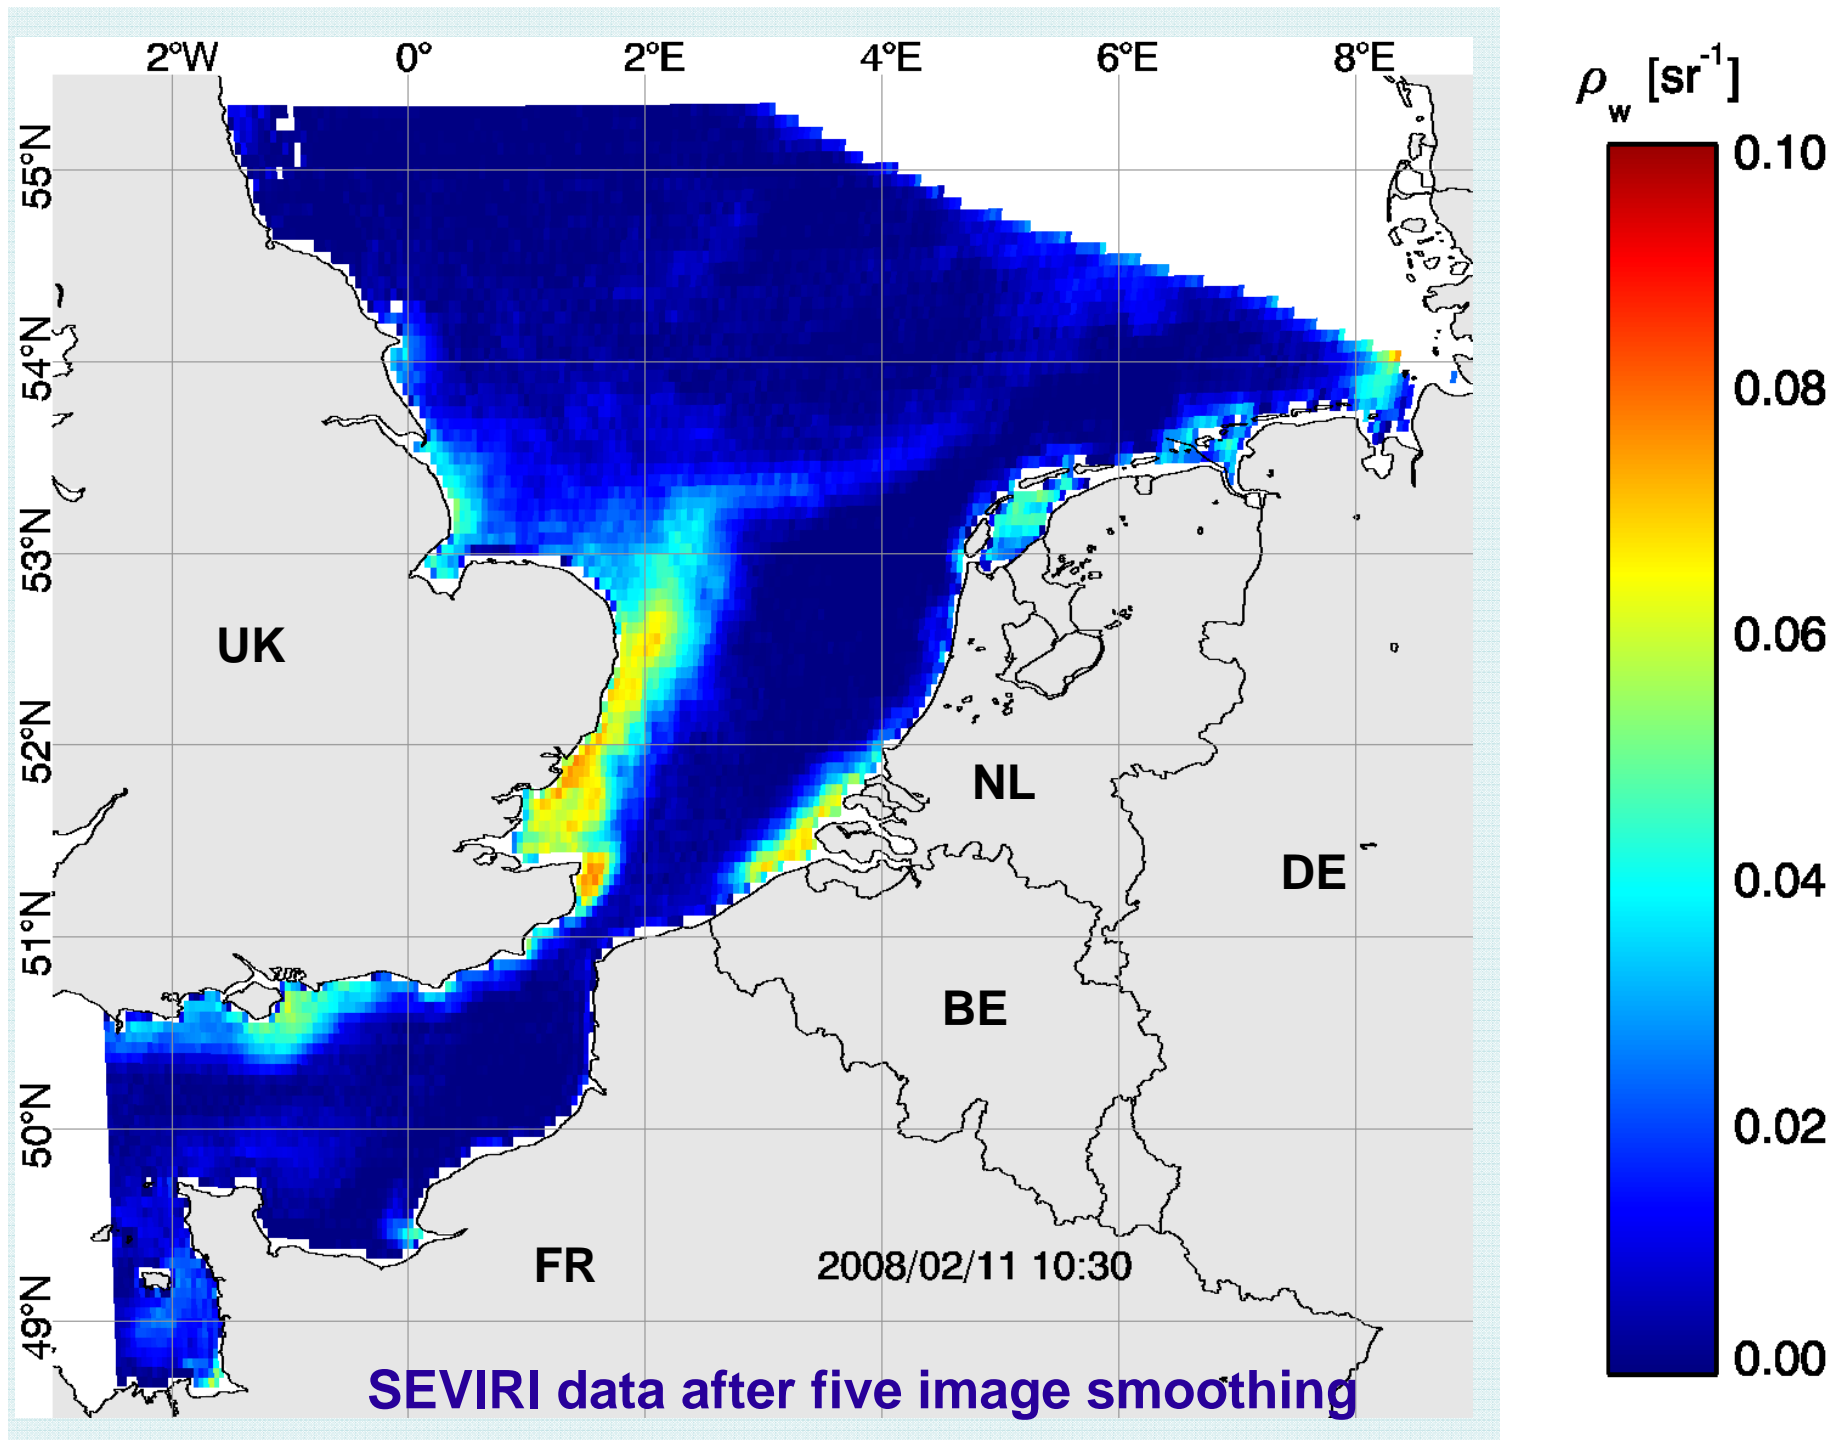 2°W 0° 2°E 4°E 6°E 8°E
ρw [sr-1]
55°N
54°N
53°N
52°N
51°N
50°N
49°N
0.10
0.08
0.06
0.04
0.02
0.00
UK
NL
DE
BE
FR
2008/02/11 10:30
SEVIRI data after five image smoothing